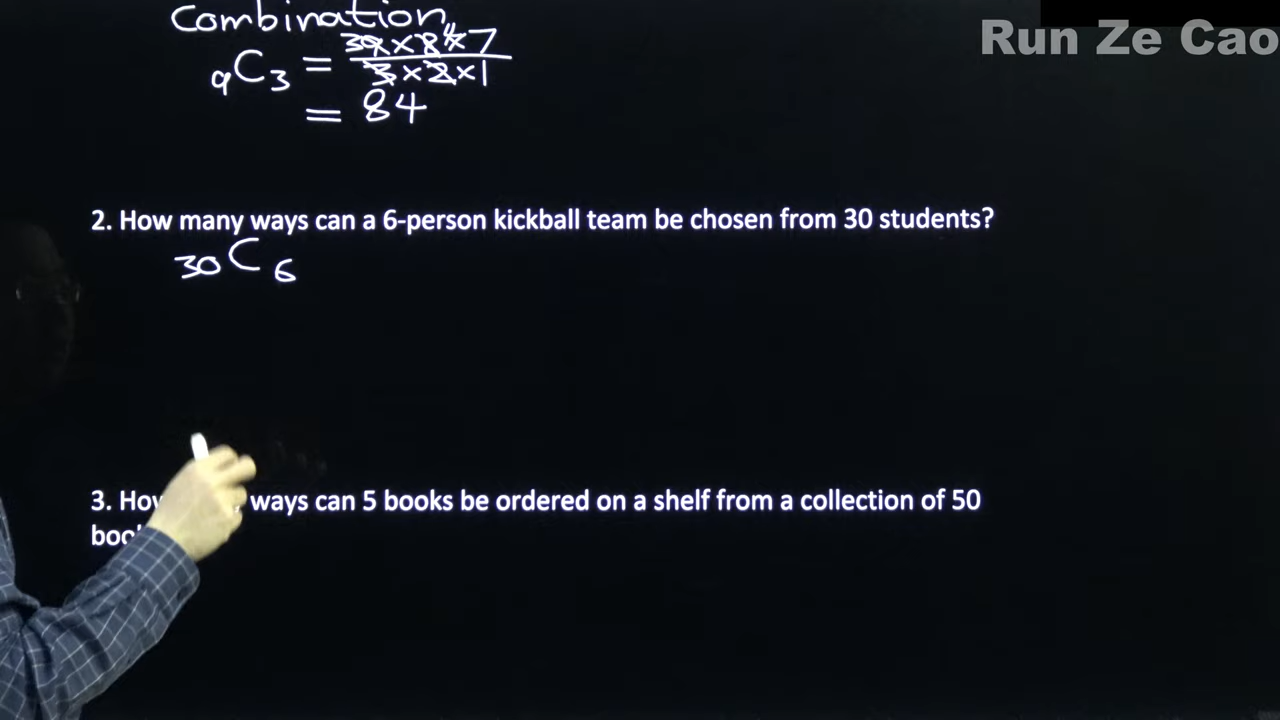 Run Ze Cao
Combination
₉C₃ = 39×84×7
3×2×1
= 84
2. How many ways can a 6-person kickball team be chosen from 30 students?
₃₀C₆
3. How ways can 5 books be ordered on a shelf from a collection of 50